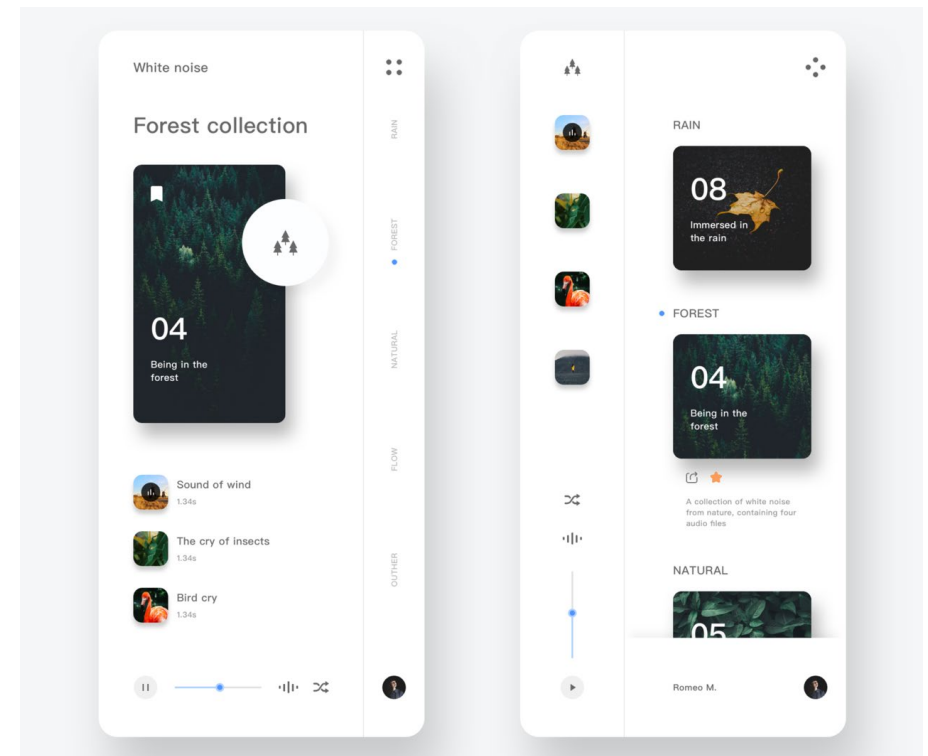 White noise
Forest collection
04
Being in the
forest
Sound of wind
1.34s
The cry of insects
1.34s
Bird cry
1.34s
RAIN
FOREST
NATURAL
FLOW
OUTHER
RAIN
08
Immersed in
the rain
FOREST
04
Being in the
forest
A collection of white noise
from nature, containing four
audio files
NATURAL
05
Romeo M.